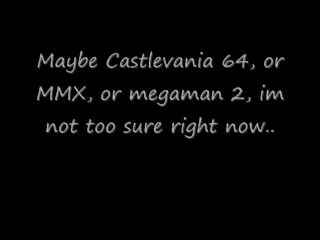 Maybe Castlevania 64, or
MMX, or megaman 2, im
not too sure right now..